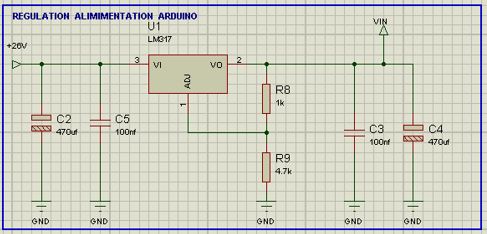 REGULATION ALIMIMENTATION ARDUINO
U1
LM317
VIN
+26V
3
VI
VO
2
ADJ
1
R8
1k
C2
470uf
C5
100nf
C3
100nf
C4
470uf
R9
4.7k
GND
GND
GND
GND
GND